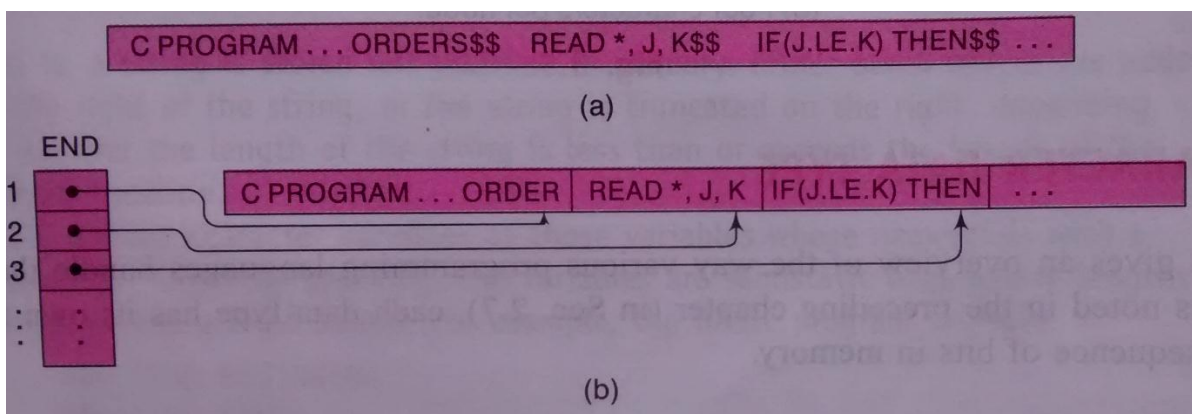 C PROGRAM . . . ORDERS$$ READ *, J, K$$ IF(J.LE.K) THEN$$ . . .
(a)
END
1
C PROGRAM . . . ORDER READ *, J, K IF(J.LE.K) THEN . . .
2
3
(b)